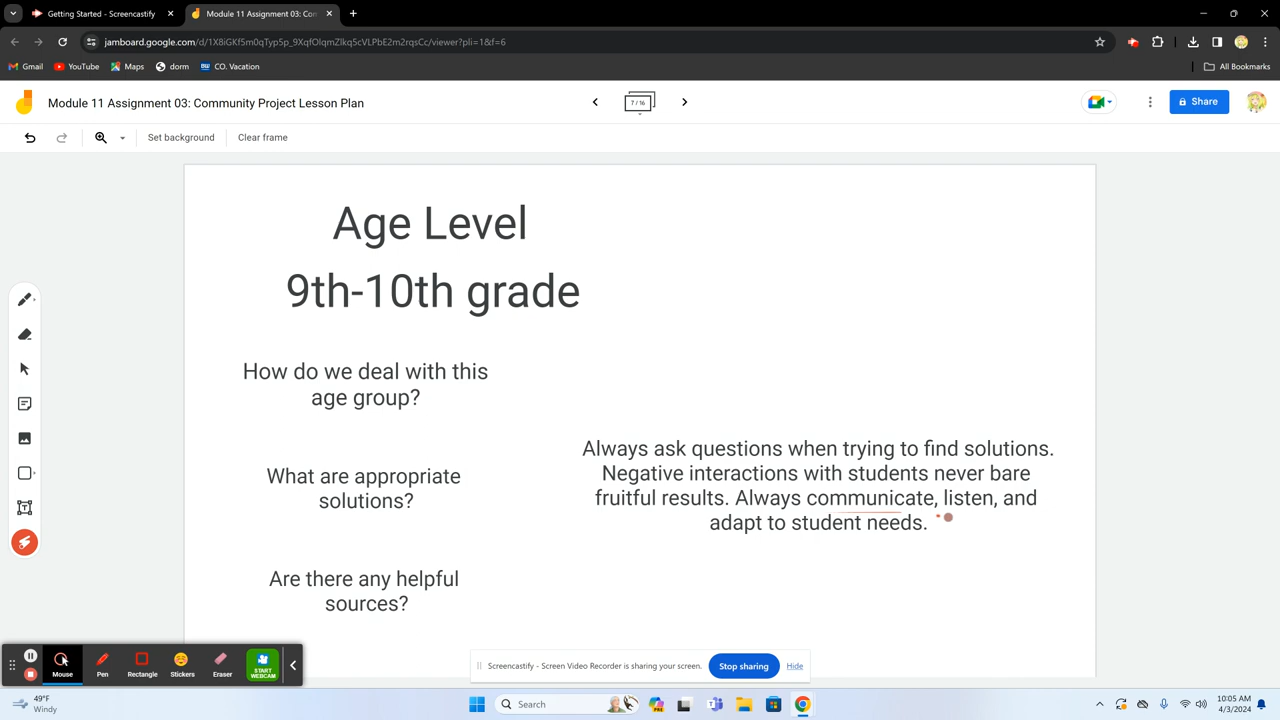 Getting Started - Screencastify
Module 11 Assignment 03: Con
jamboard.google.com/d/1X8iGKf5m0qTyp5p_9XqfOlqmZlkq5cVLPbE2m2rqsCc/viewer?pli=1&f=6
Gmail
YouTube
Maps
dorm
CO. Vacation
All Bookmarks
Module 11 Assignment 03: Community Project Lesson Plan
7 / 16
Share
Set background
Clear frame
Age Level
9th-10th grade
How do we deal with this
age group?
What are appropriate
solutions?
Are there any helpful
sources?
Always ask questions when trying to find solutions.
Negative interactions with students never bare
fruitful results. Always communicate, listen, and
adapt to student needs.
Mouse
Pen
Rectangle
Stickers
Eraser
START
WEBCAM
Screencastify - Screen Video Recorder is sharing your screen.
Stop sharing
Hide
49°F
Windy
Search
10:05 AM
4/3/2024